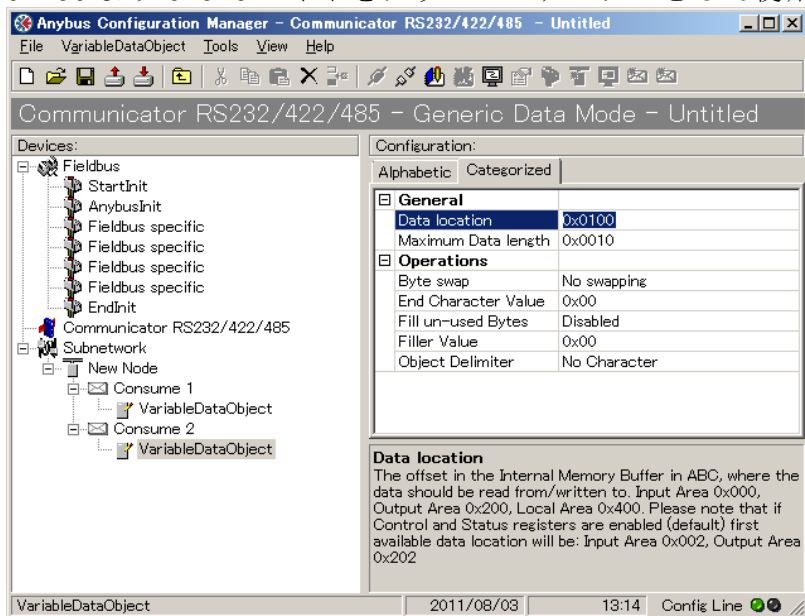 Anybus Configuration Manager - Communicator RS232/422/485 - Untitled
File VariableDataObject Tools View Help
Communicator RS232/422/485 - Generic Data Mode - Untitled
Devices:
Fieldbus
StartInit
AnybusInit
Fieldbus specific
Fieldbus specific
Fieldbus specific
Fieldbus specific
EndInit
Communicator RS232/422/485
Subnetwork
New Node
Consume 1
VariableDataObject
Consume 2
VariableDataObject
Configuration:
Alphabetic Categorized
General
Data location 0x0100
Maximum Data length 0x0010
Operations
Byte swap No swapping
End Character Value 0x00
Fill un-used Bytes Disabled
Filler Value 0x00
Object Delimiter No Character
Data location
The offset in the Internal Memory Buffer in ABC, where the
data should be read from/written to. Input Area 0x000,
Output Area 0x200, Local Area 0x400. Please note that if
Control and Status registers are enabled (default) first
available data location will be: Input Area 0x002, Output Area
0x202
VariableDataObject 2011/08/03 13:14 Config Line